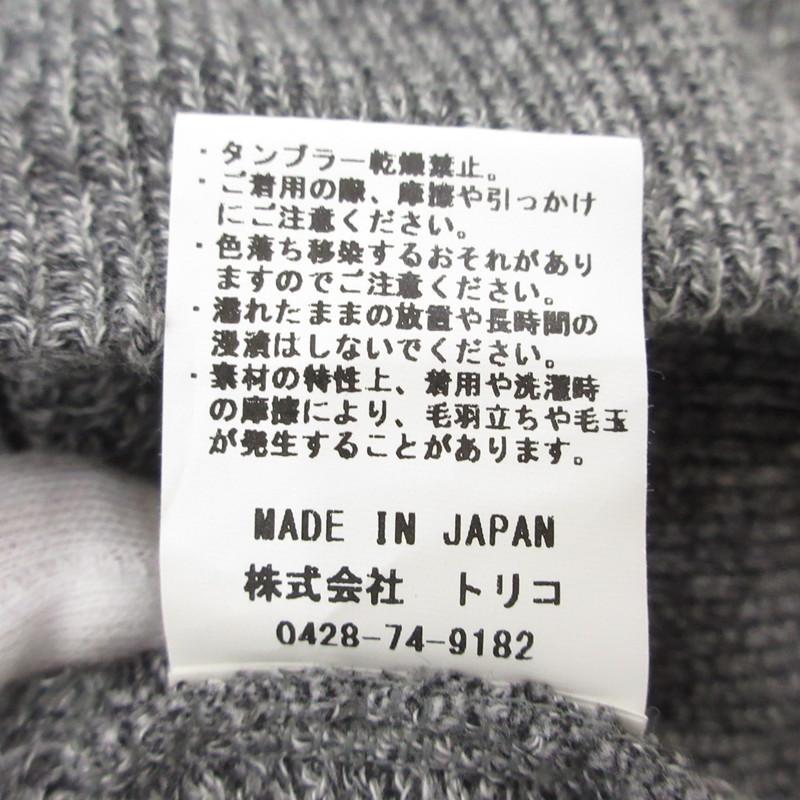 ・タンブラー乾燥禁止。
・ご着用の際、摩擦や引っかけ
にご注意ください。
・色落ち移染するおそれがあり
ますのでご注意ください。
・濡れたままの放置や長時間の
浸漬はしないでください。
・素材の特性上、着用や洗濯時
の摩擦により、毛羽立ちや毛玉
が発生することがあります。
MADE IN JAPAN
株式会社 トリコ
0428-74-9182